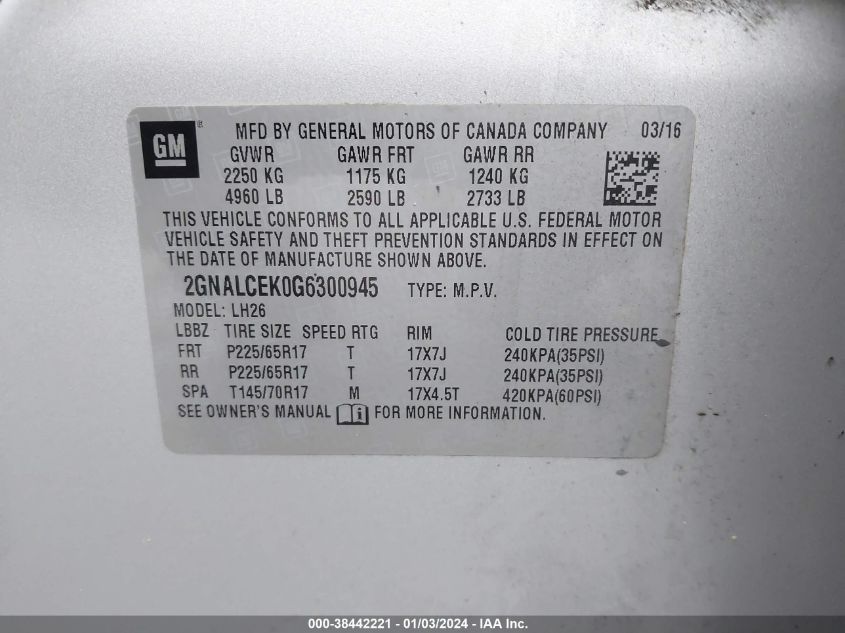 GM ® MFD BY GENERAL MOTORS OF CANADA COMPANY 03/16
GVWR GAWR FRT GAWR RR
2250 KG 1175 KG 1240 KG
4960 LB 2590 LB 2733 LB
THIS VEHICLE CONFORMS TO ALL APPLICABLE U.S. FEDERAL MOTOR
VEHICLE SAFETY AND THEFT PREVENTION STANDARDS IN EFFECT ON
THE DATE OF MANUFACTURE SHOWN ABOVE.
2GNALCEK0G6300945 TYPE: M.P.V.
MODEL: LH26
LBBZ TIRE SIZE SPEED RTG RIM COLD TIRE PRESSURE
FRT P225/65R17 T 17X7J 240KPA(35PSI)
RR P225/65R17 T 17X7J 240KPA(35PSI)
SPA T145/70R17 M 17X4.5T 420KPA(60PSI)
SEE OWNER'S MANUAL i FOR MORE INFORMATION.
000-38442221 - 01/03/2024 - IAA Inc.